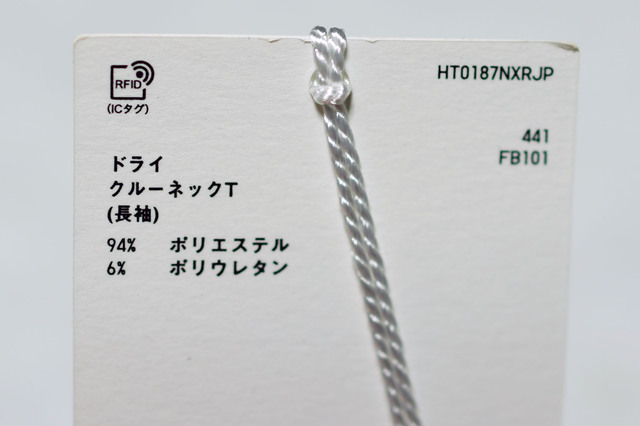 RFID
(ICタグ)
HT0187NXRJP
441
FB101
ドライ
クルーネックT
(長袖)
94% ポリエステル
6% ポリウレタン